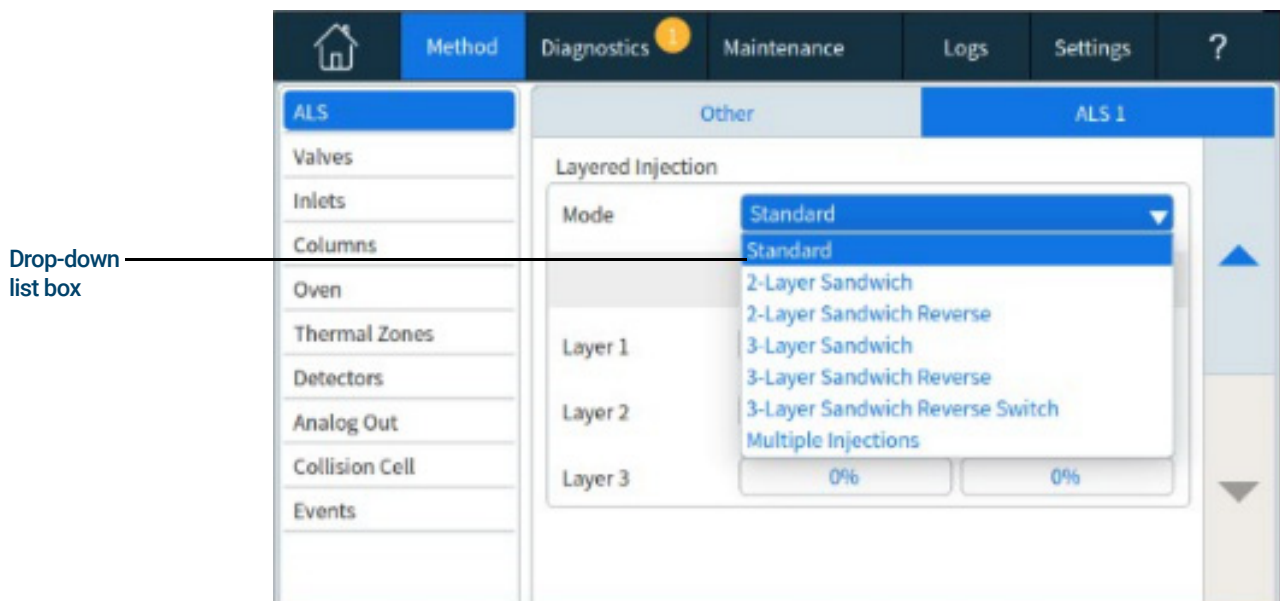 Method
Diagnostics
1
Maintenance
Logs
Settings
?
ALS
Valves
Inlets
Columns
Oven
Thermal Zones
Detectors
Analog Out
Collision Cell
Events
Drop-down
list box
Other
ALS 1
Layered Injection
Mode
Standard
Standard
2-Layer Sandwich
2-Layer Sandwich Reverse
3-Layer Sandwich
3-Layer Sandwich Reverse
3-Layer Sandwich Reverse Switch
Multiple Injections
Layer 1
Layer 2
Layer 3
0%
0%